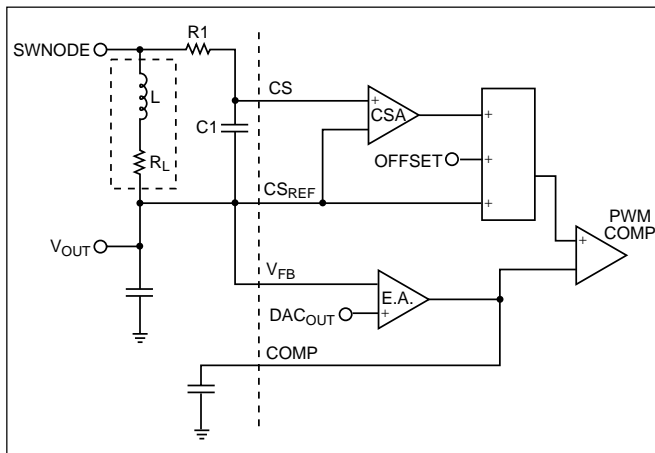 R1
SWNODE
L
CS
+
CSA
+
C1
OFFSET
+
R_L
CS_REF
+
PWM
COMP
+
V_OUT
V_FB
E.A.
DAC_OUT
+
COMP